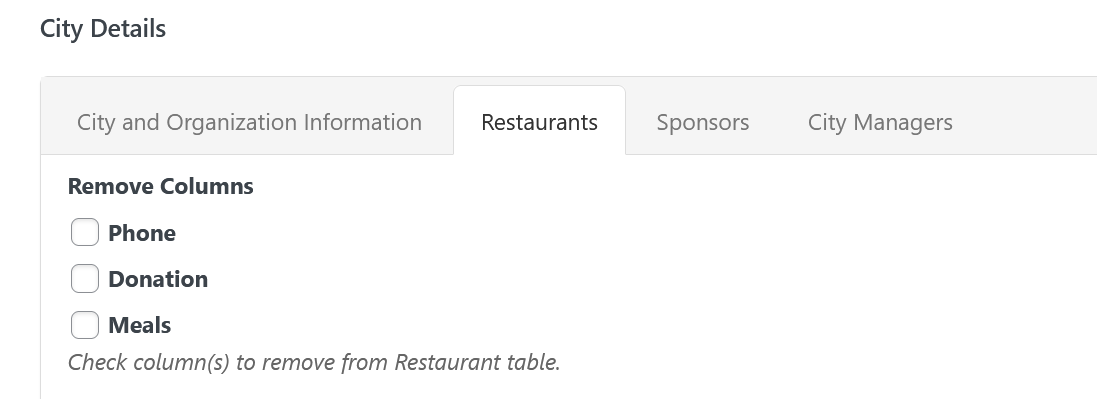 City Details
City and Organization Information Restaurants Sponsors City Managers
Remove Columns
Phone
Donation
Meals
Check column(s) to remove from Restaurant table.